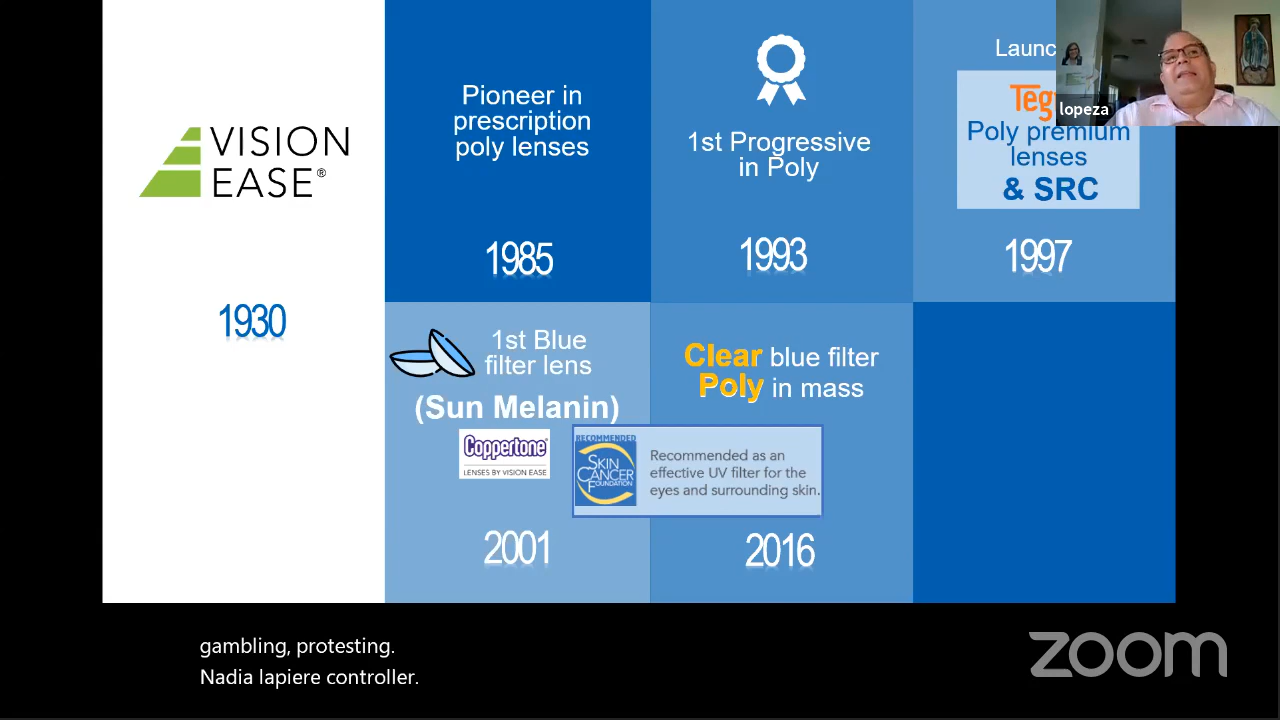 VISION
EASE®
1930
Pioneer in
prescription
poly lenses
1985
1st Progressive
in Poly
1993
Launc
Teg
Poly premium
lenses
& SRC
1997
lopeza
1st Blue
filter lens
(Sun Melanin)
Coppertone®
LENSES BY VISION EASE
2001
Clear blue filter
Poly in mass
RECOMMENDED
SKIN
CANCER
FOUNDATION
Recommended as an
effective UV filter for the
eyes and surrounding skin.
2016
gambling, protesting.
Nadia lapiere controller.
zoom